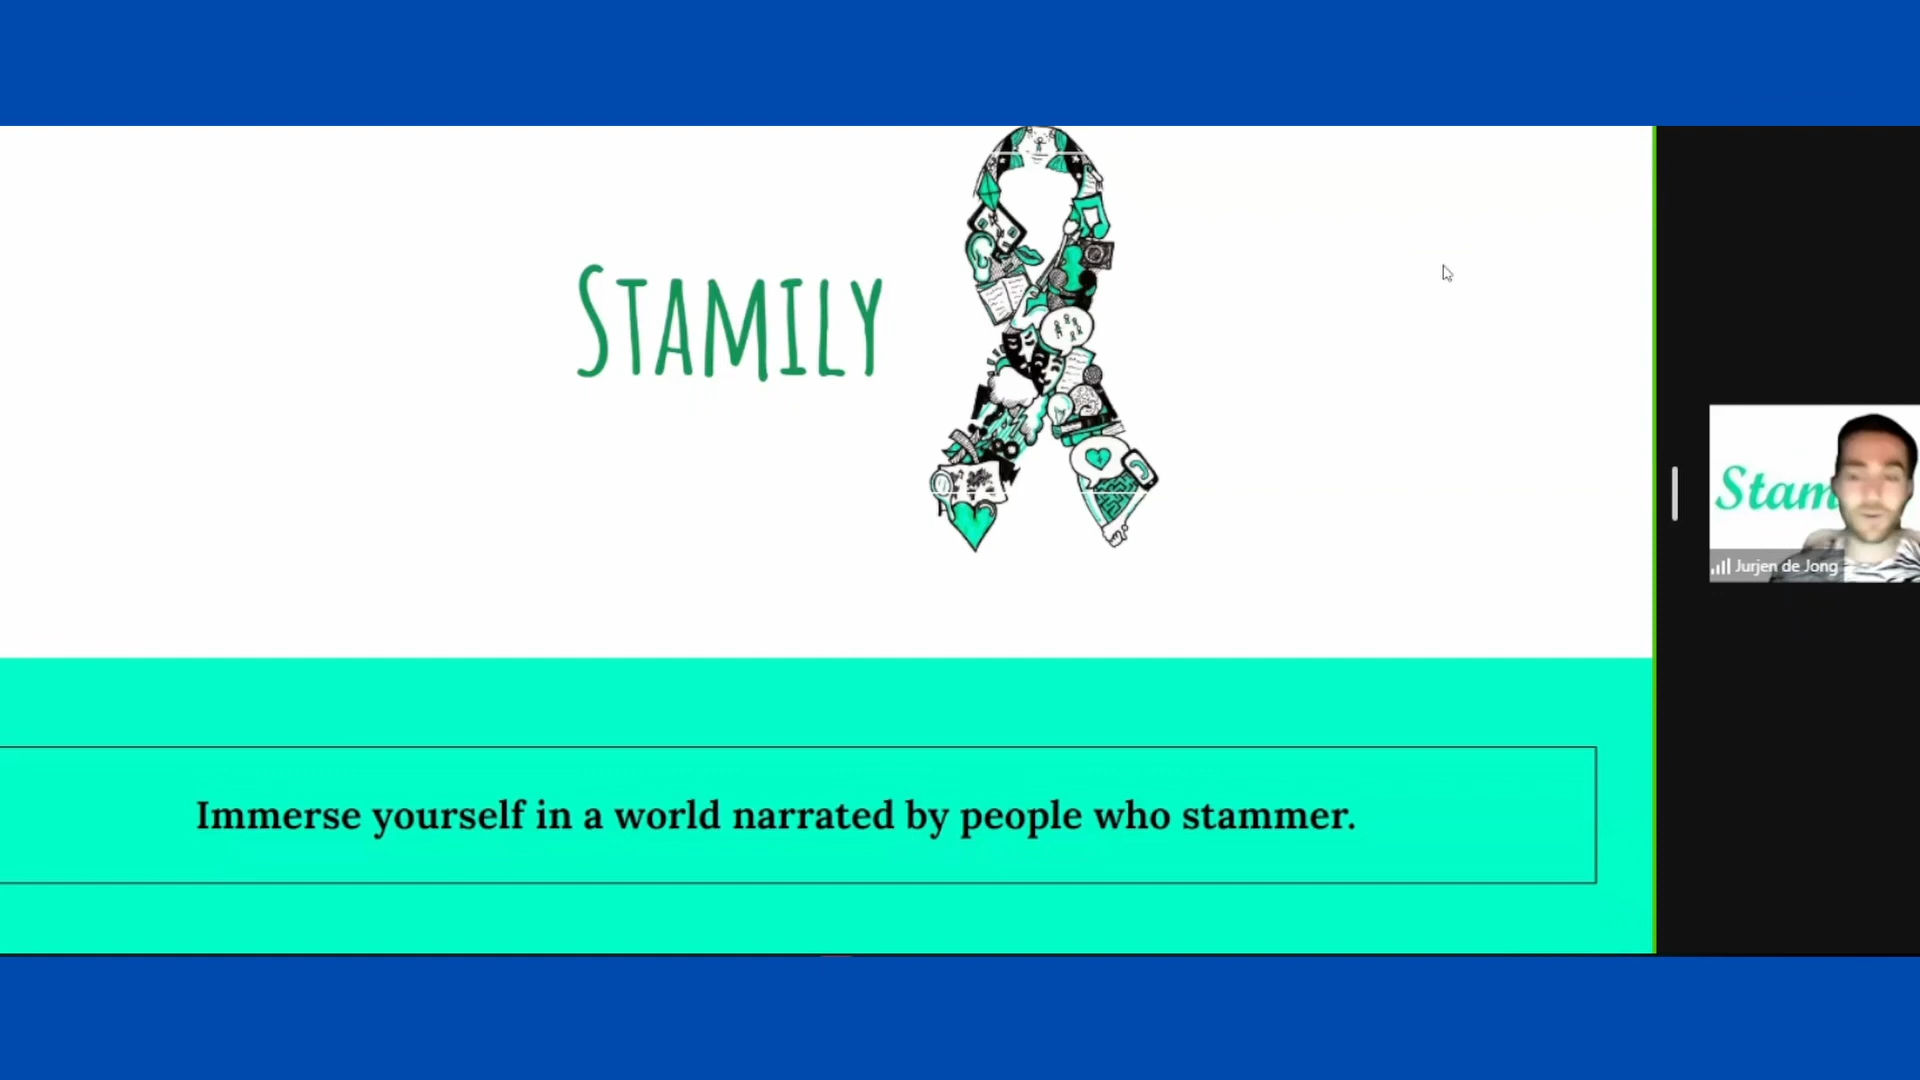 STAMILY
Immerse yourself in a world narrated by people who stammer.
Stam
Jurjen de Jong